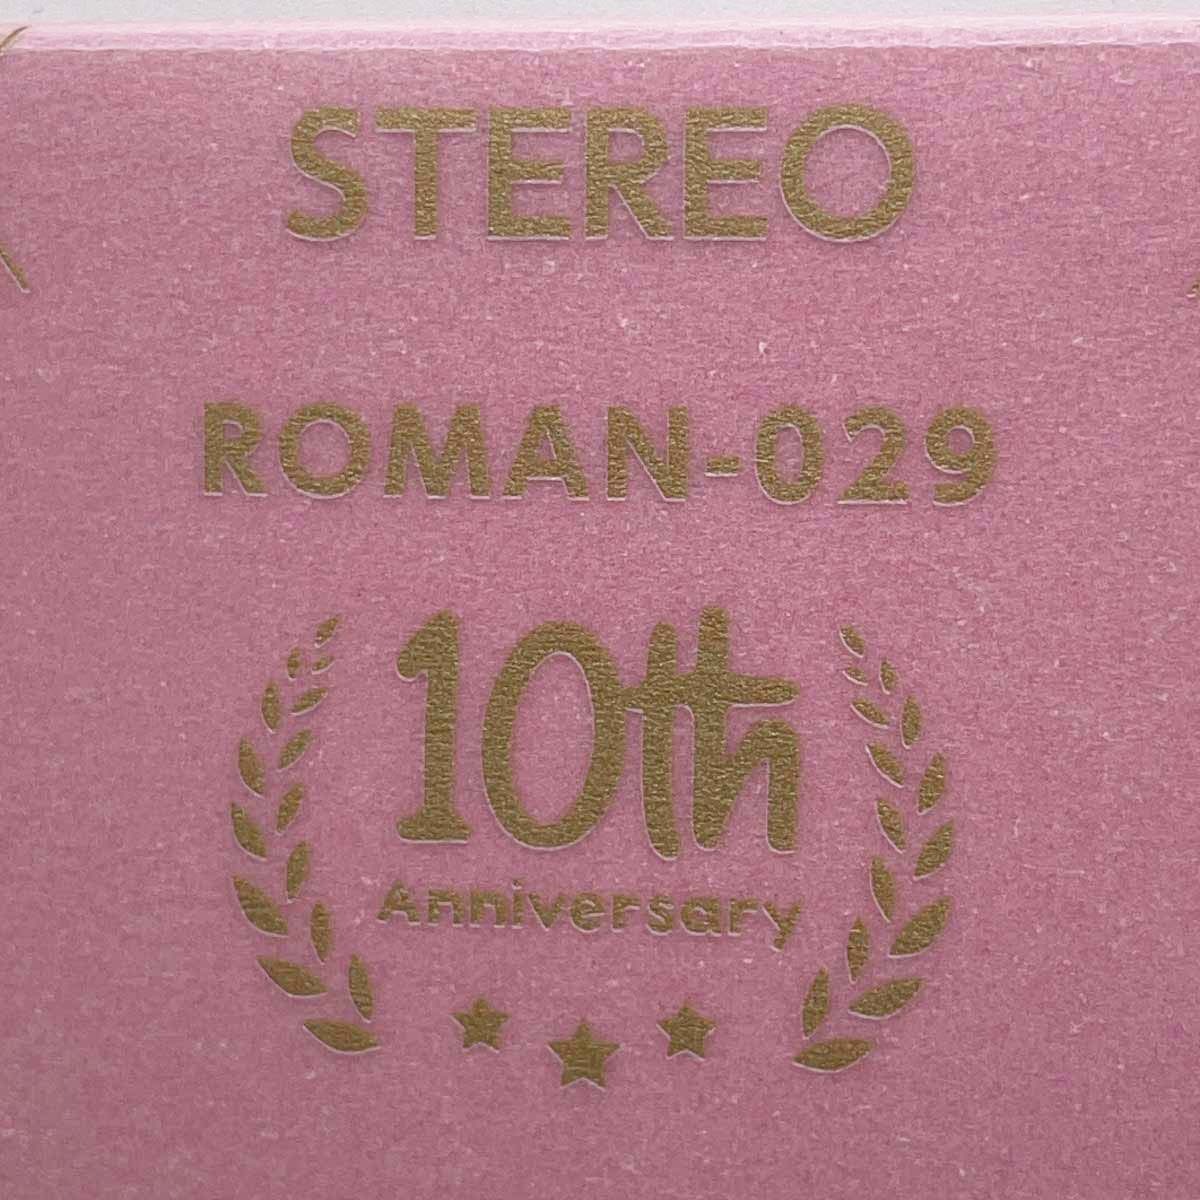 STEREO
ROMAN-029
10th
Anniversary